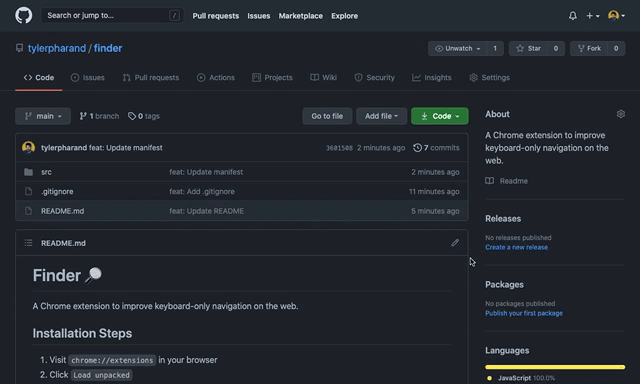 Search or jump to... /
Pull requests Issues Marketplace Explore
tylerpharand / finder
Unwatch 1 Star 0 Fork 0
Code Issues Pull requests Actions Projects Wiki Security Insights Settings
main 1 branch 0 tags Go to file Add file Code
tylerpharand feat: Update manifest 3601508 2 minutes ago 7 commits
src feat: Update manifest 2 minutes ago
.gitignore feat: Add .gitignore 11 minutes ago
README.md feat: Update README 5 minutes ago
README.md
Finder
A Chrome extension to improve keyboard-only navigation on the web.
Installation Steps
1. Visit chrome://extensions in your browser
2. Click Load unpacked
About
A Chrome extension to improve
keyboard-only navigation on the
web.
Readme
Releases
No releases published
Create a new release
Packages
No packages published
Publish your first package
Languages
JavaScript 100.0%